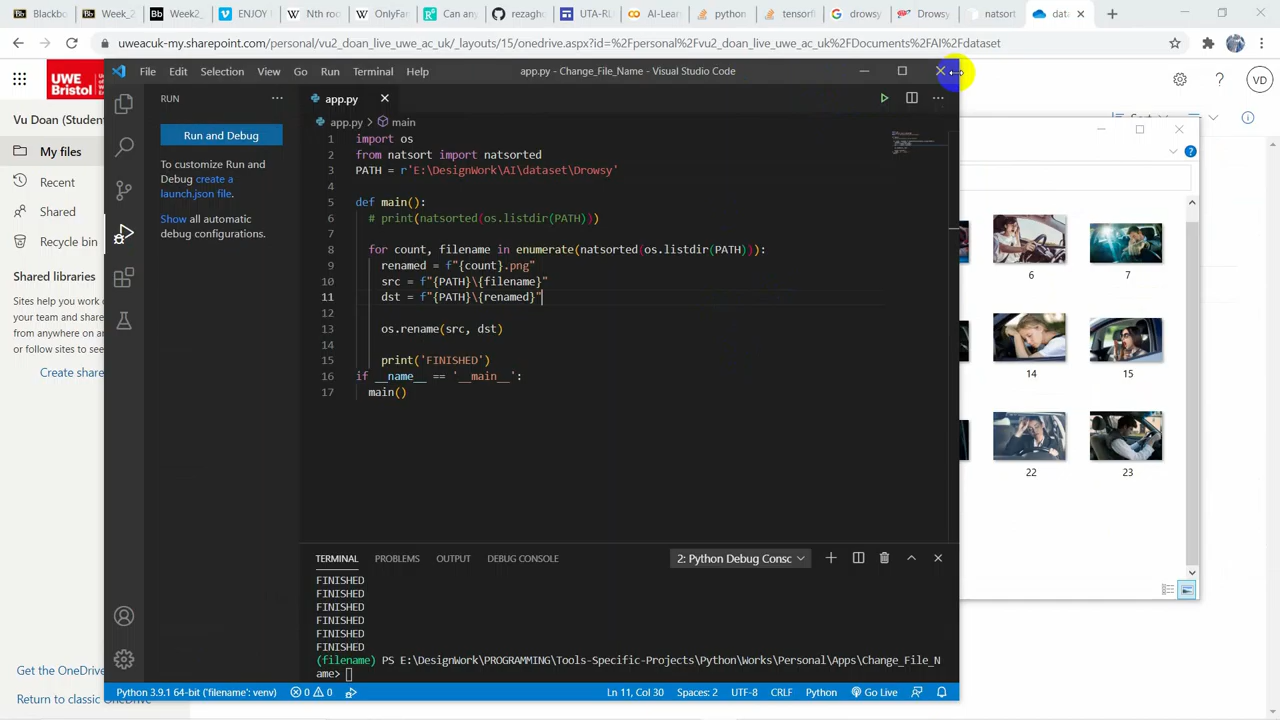 Blackbo
Week_2
Bb Week2_
ENJOY
Nth roo
OnlyFan
Can any
rezagho
UTA-RL
AI-Lear
python
tensorf
drowsy
Drowsy
natsort
dat
uweacuk-my.sharepoint.com/personal/vu2_doan_live_uwe_ac_uk/_layouts/15/onedrive.aspx?id=%2Fpersonal%2Fvu2_doan_live_uwe_ac_uk%2FDocuments%2FAI%2Fdataset
UWE
Bristol
VD
Vu Doan (Studen
My files
Recent
Shared
Recycle bin
Shared libraries
Sites help you work o
your team and share
from anywhere on an
or follow sites to see
Create share
Get the OneDrive
Return to classic OneDrive
File Edit Selection View Go Run Terminal Help
app.py - Change_File_Name - Visual Studio Code
RUN
Run and Debug
To customize Run and
Debug create a
launch.json file.
Show all automatic
debug configurations.
app.py
app.py > main
1 import os
2 from natsort import natsorted
3 PATH = r'E:\DesignWork\AI\dataset\Drowsy'
4
5 def main():
6 # print(natsorted(os.listdir(PATH)))
7
8 for count, filename in enumerate(natsorted(os.listdir(PATH))):
9 renamed = f"{count}.png"
10 src = f"{PATH}\{filename}"
11 dst = f"{PATH}\{renamed}"
12
13 os.rename(src, dst)
14
15 print('FINISHED')
16 if __name__ == '__main__':
17 main()
TERMINAL PROBLEMS OUTPUT DEBUG CONSOLE
2: Python Debug Consc
FINISHED
FINISHED
FINISHED
FINISHED
FINISHED
FINISHED
(filename) PS E:\DesignWork\PROGRAMMING\Tools-Specific-Projects\Python\Works\Personal\Apps\Change_File_N
ame>
Python 3.9.1 64-bit ('filename': venv) 0 0
Ln 11, Col 30 Spaces: 2 UTF-8 CRLF Python Go Live
6 7
14 15
22 23